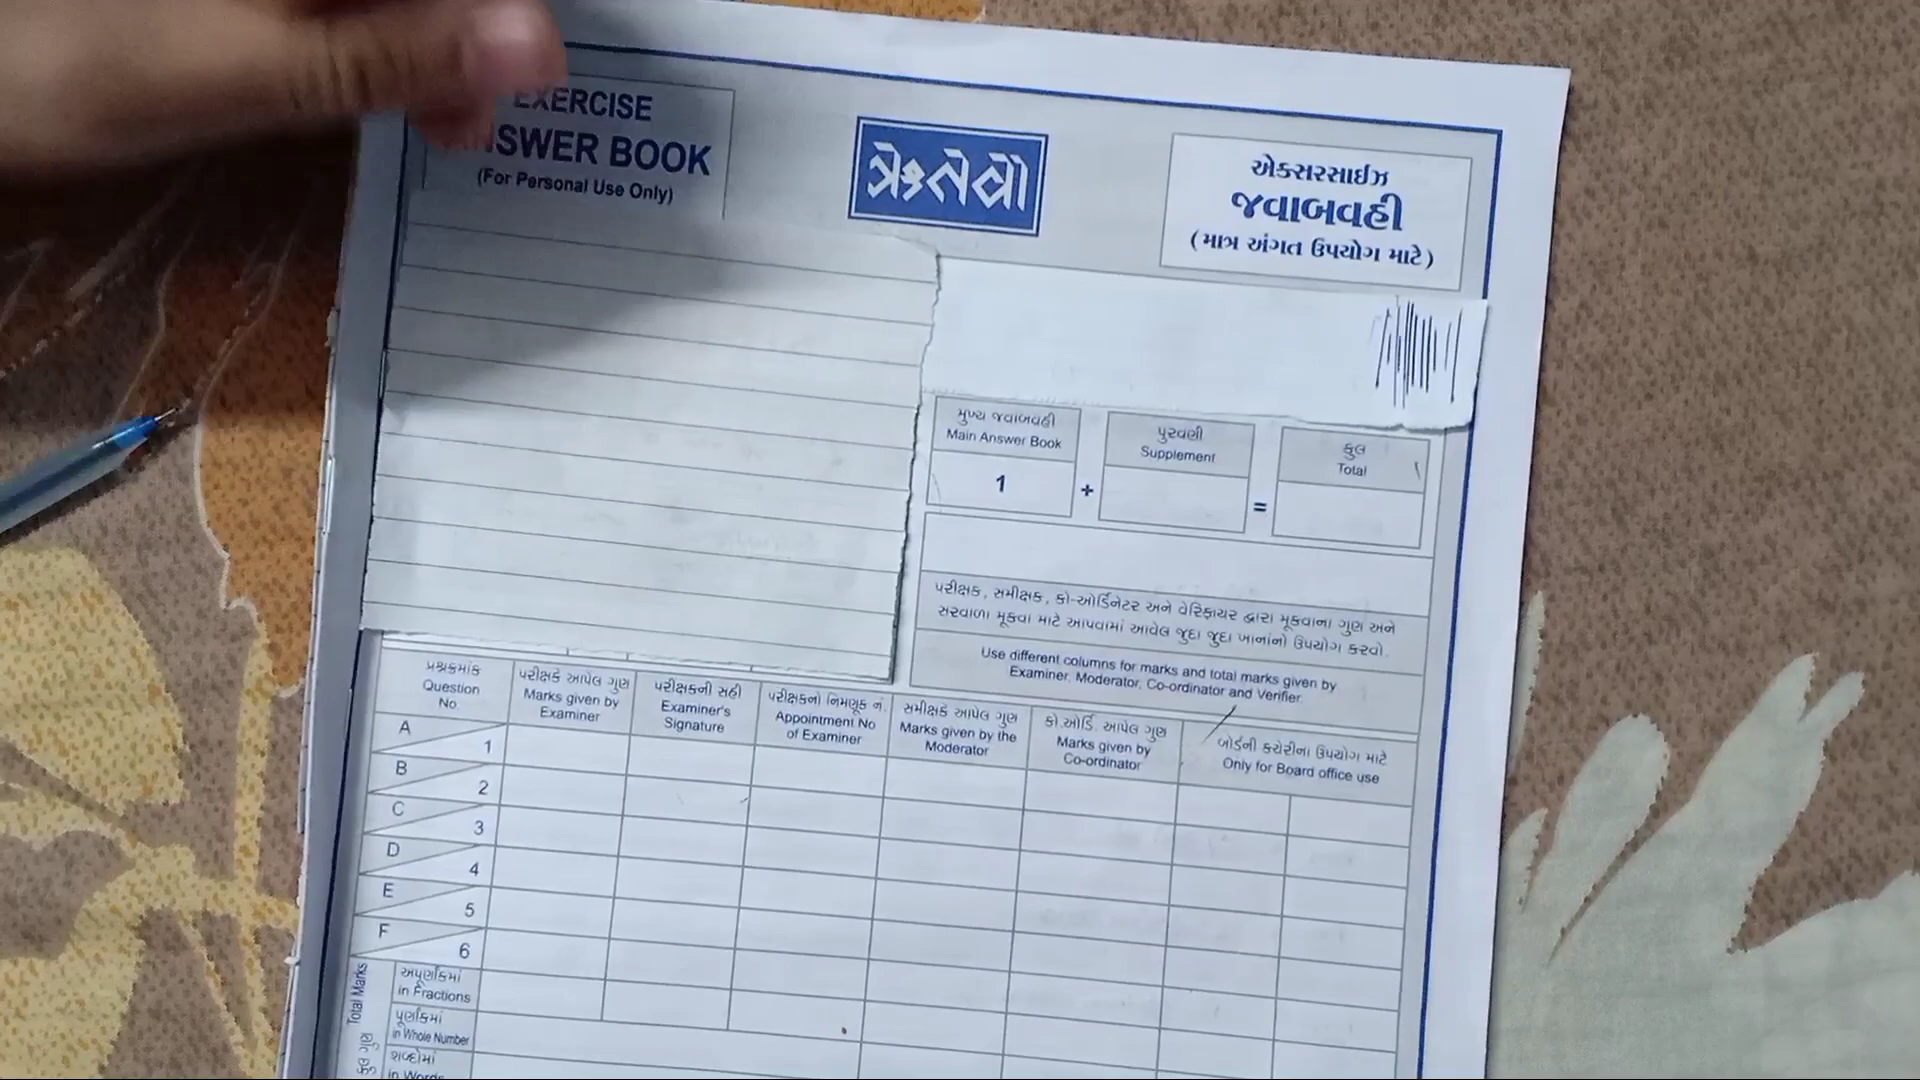 EXERCISE
ANSWER BOOK
(For Personal Use Only)
એક્સરસાઈઝ
જવાબવહી
(માત્ર અંગત ઉપયોગ માટે)
મુખ્ય જવાબવહી
Main Answer Book
પુરવણી
Supplement
કુલ
Total
1
+
=
પરીક્ષક, સમીક્ષક, કો-ઓર્ડિનેટર અને વેરિફાયર દ્વારા મૂકવાના ગુણ અને
સરવાળા મૂકવા માટે આપવામાં આવેલ જુદા જુદા ખાનાંનો ઉપયોગ કરવો.
Use different columns for marks and total marks given by
Examiner, Moderator, Co-ordinator and Verifier.
પ્રશ્નક્રમાંક
Question
No.
પરીક્ષકે આપેલ ગુણ
Marks given by
Examiner
પરીક્ષકની સહી
Examiner's
Signature
પરીક્ષકનો નિમણૂક નં.
Appointment No
of Examiner
સમીક્ષકે આપેલ ગુણ
Marks given by the
Moderator
કો.ઓર્ડિ. આપેલ ગુણ
Marks given by
Co-ordinator
બોર્ડની કચેરીના ઉપયોગ માટે
Only for Board office use
A 1
B 2
C 3
D 4
E 5
F 6
કુલ ગુણ Total Marks
અપૂર્ણાંકમાં
in Fractions
પૂર્ણાંકમાં
in Whole Number
શબ્દોમાં
in Words